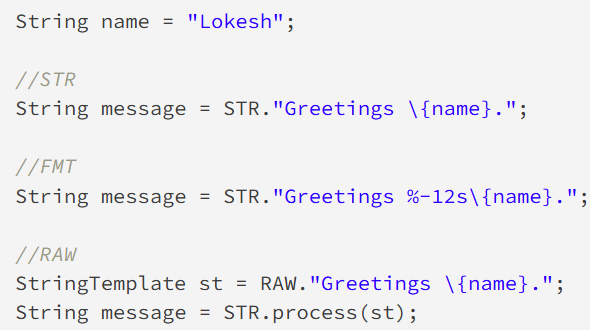 String name = "Lokesh";
//STR
String message = STR."Greetings \{name}.";
//FMT
String message = STR."Greetings %-12s\{name}.";
//RAW
StringTemplate st = RAW."Greetings \{name}.";
String message = STR.process(st);